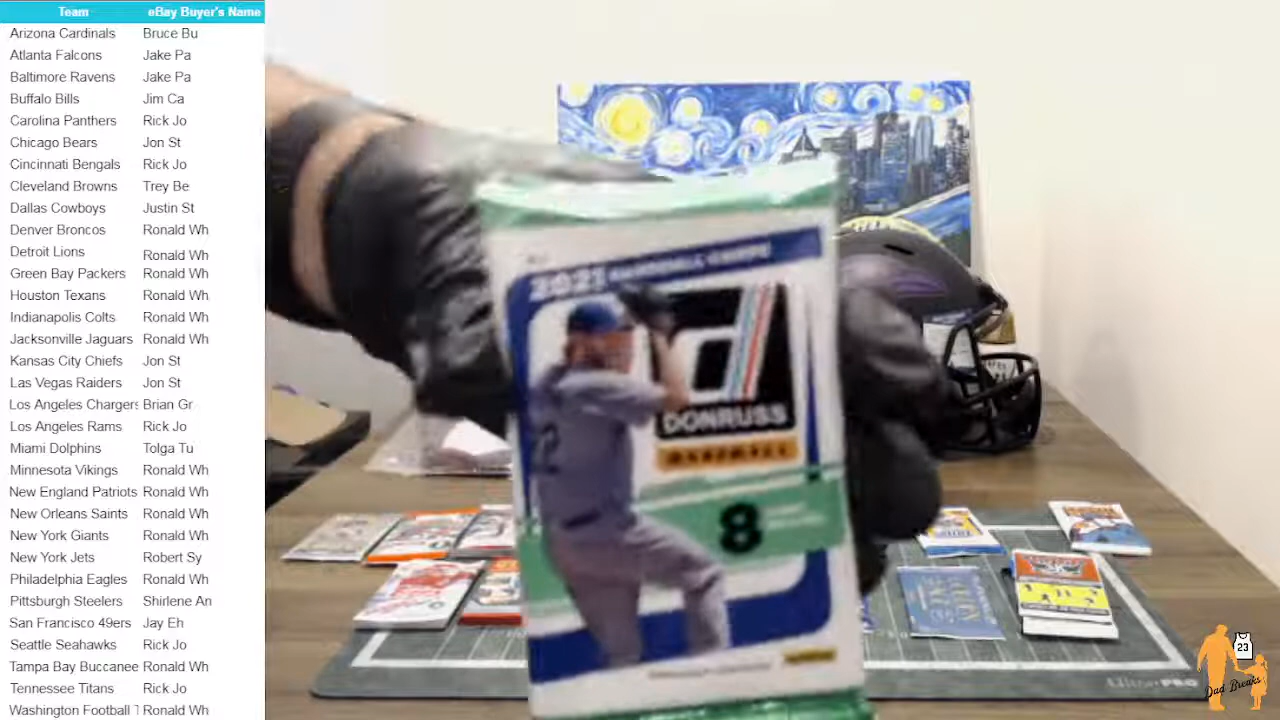 Team eBay Buyer's Name
Arizona Cardinals Bruce Bu
Atlanta Falcons Jake Pa
Baltimore Ravens Jake Pa
Buffalo Bills Jim Ca
Carolina Panthers Rick Jo
Chicago Bears Jon St
Cincinnati Bengals Rick Jo
Cleveland Browns Trey Be
Dallas Cowboys Justin St
Denver Broncos Ronald Wh
Detroit Lions Ronald Wh
Green Bay Packers Ronald Wh
Houston Texans Ronald Wh
Indianapolis Colts Ronald Wh
Jacksonville Jaguars Ronald Wh
Kansas City Chiefs Jon St
Las Vegas Raiders Jon St
Los Angeles Chargers Brian Gr
Los Angeles Rams Rick Jo
Miami Dolphins Tolga Tu
Minnesota Vikings Ronald Wh
New England Patriots Ronald Wh
New Orleans Saints Ronald Wh
New York Giants Ronald Wh
New York Jets Robert Sy
Philadelphia Eagles Ronald Wh
Pittsburgh Steelers Shirlene An
San Francisco 49ers Jay Eh
Seattle Seahawks Rick Jo
Tampa Bay Buccanee Ronald Wh
Tennessee Titans Rick Jo
Washington Football Ronald Wh
2021 BASEBALL CARDS
d
DONRUSS
BASEBALL
8
23
Dad Breaks